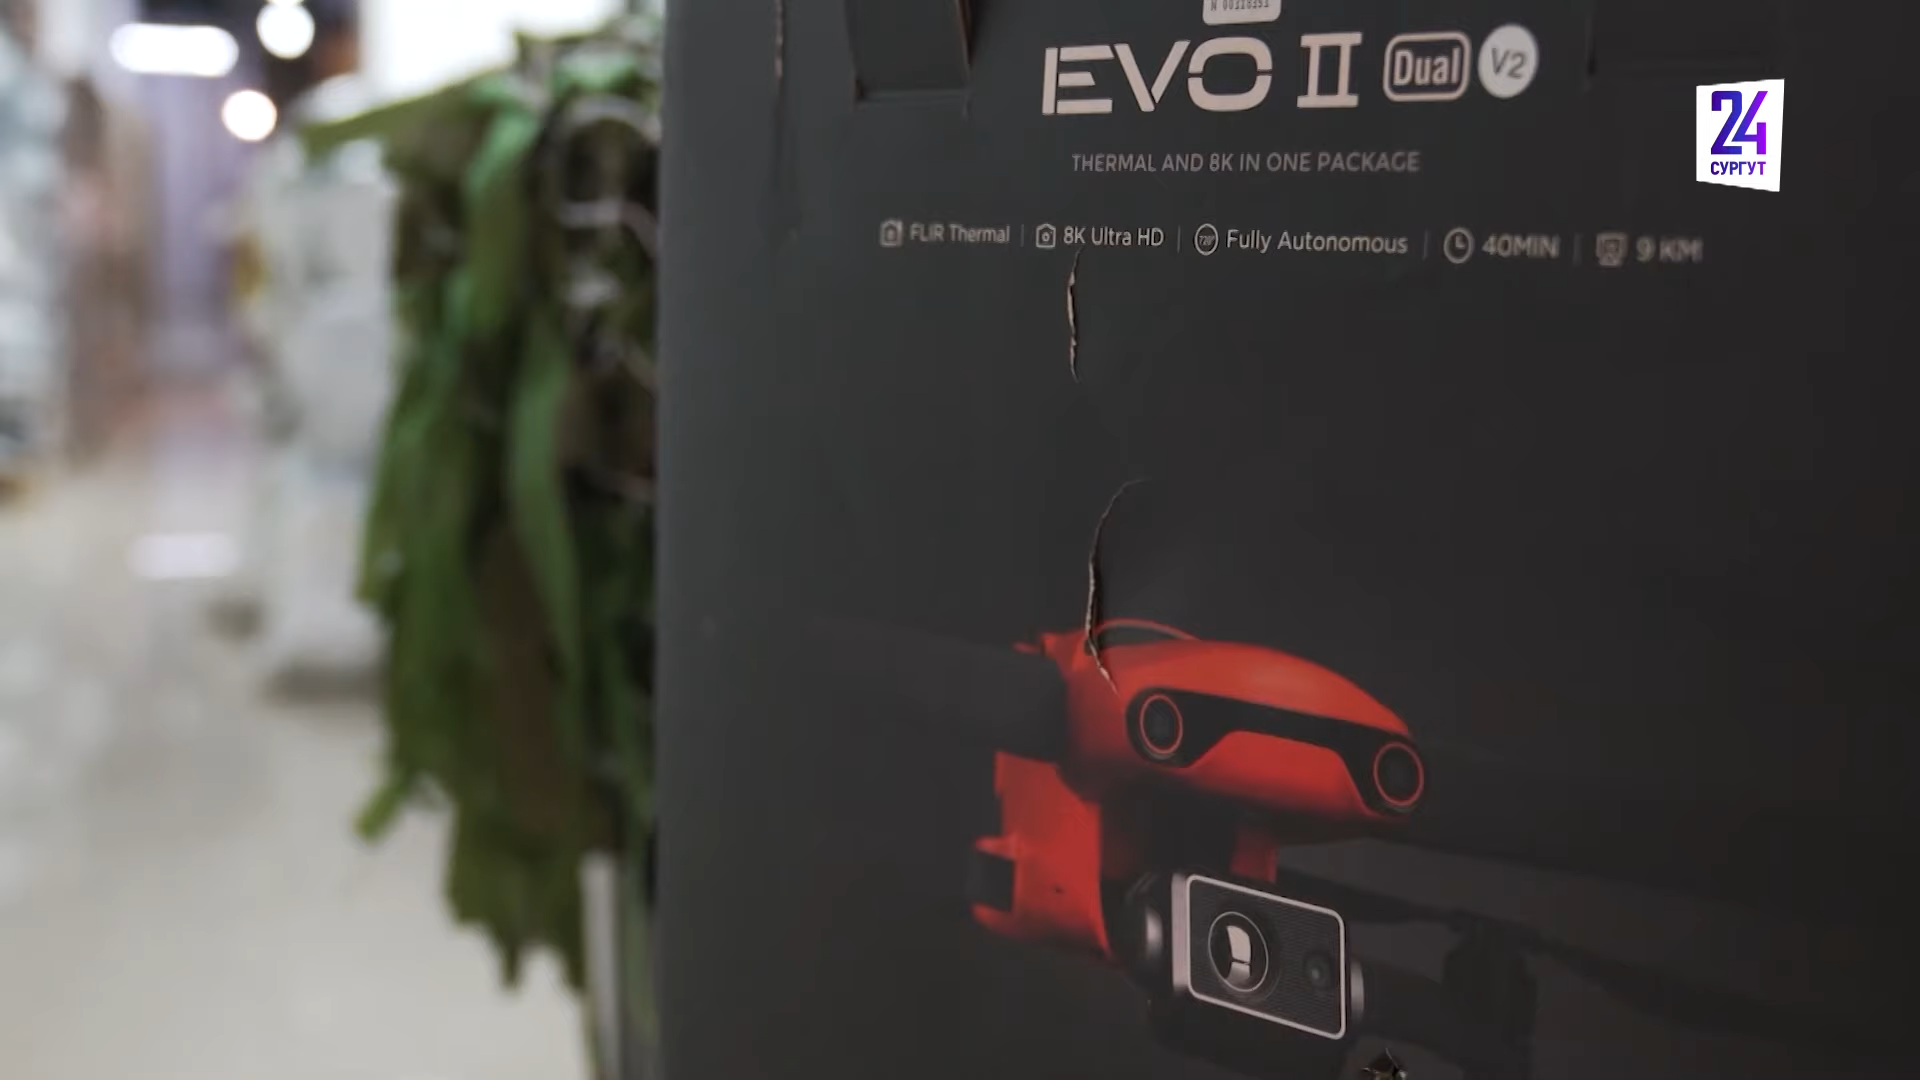 EVO II Dual V2
24
СУРГУТ
THERMAL AND 8K IN ONE PACKAGE
FLIR Thermal | 8K Ultra HD | 720° Fully Autonomous | 40MIN | 9 KM